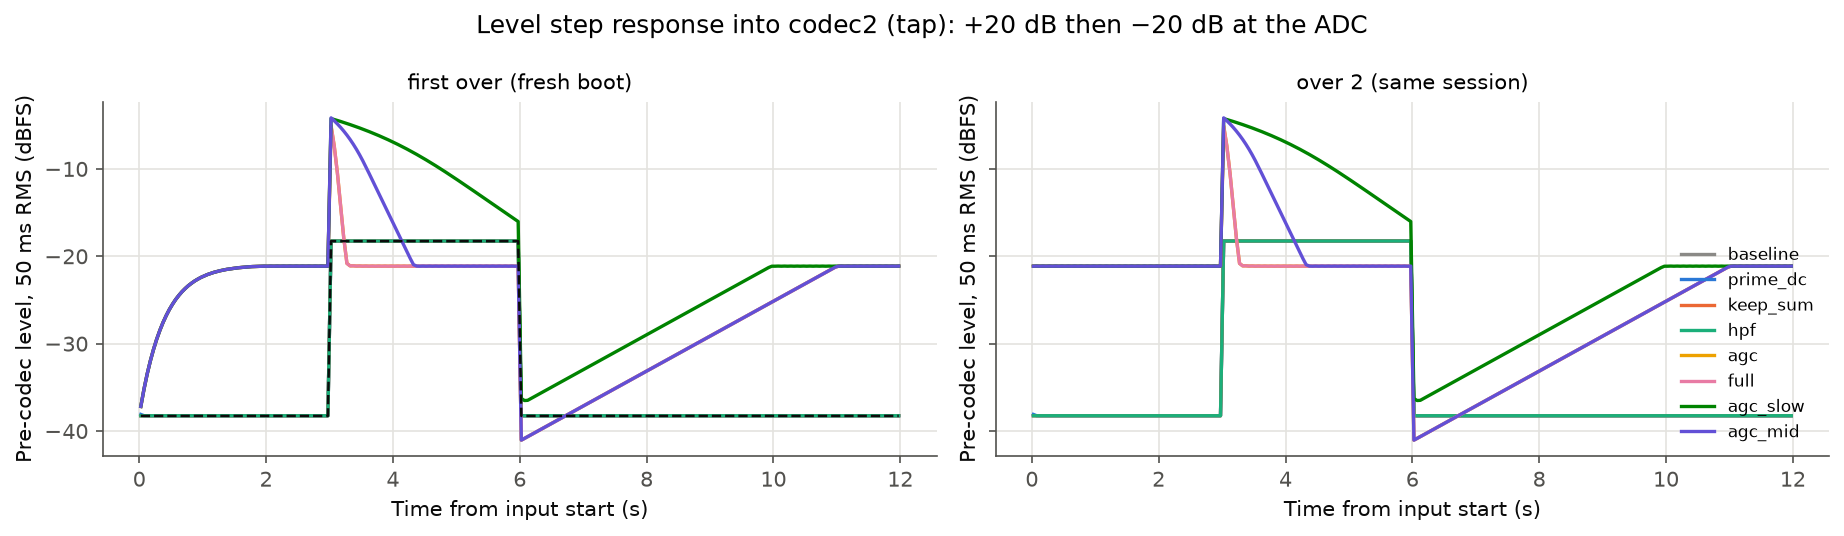 Level step response into codec2 (tap): +20 dB then −20 dB at the ADC
first over (fresh boot)
Pre-codec level, 50 ms RMS (dBFS)
−10
−20
−30
−40
0 2 4 6 8 10 12
Time from input start (s)
over 2 (same session)
Pre-codec level, 50 ms RMS (dBFS)
baseline
prime_dc
keep_sum
hpf
agc
full
agc_slow
agc_mid
0 2 4 6 8 10 12
Time from input start (s)